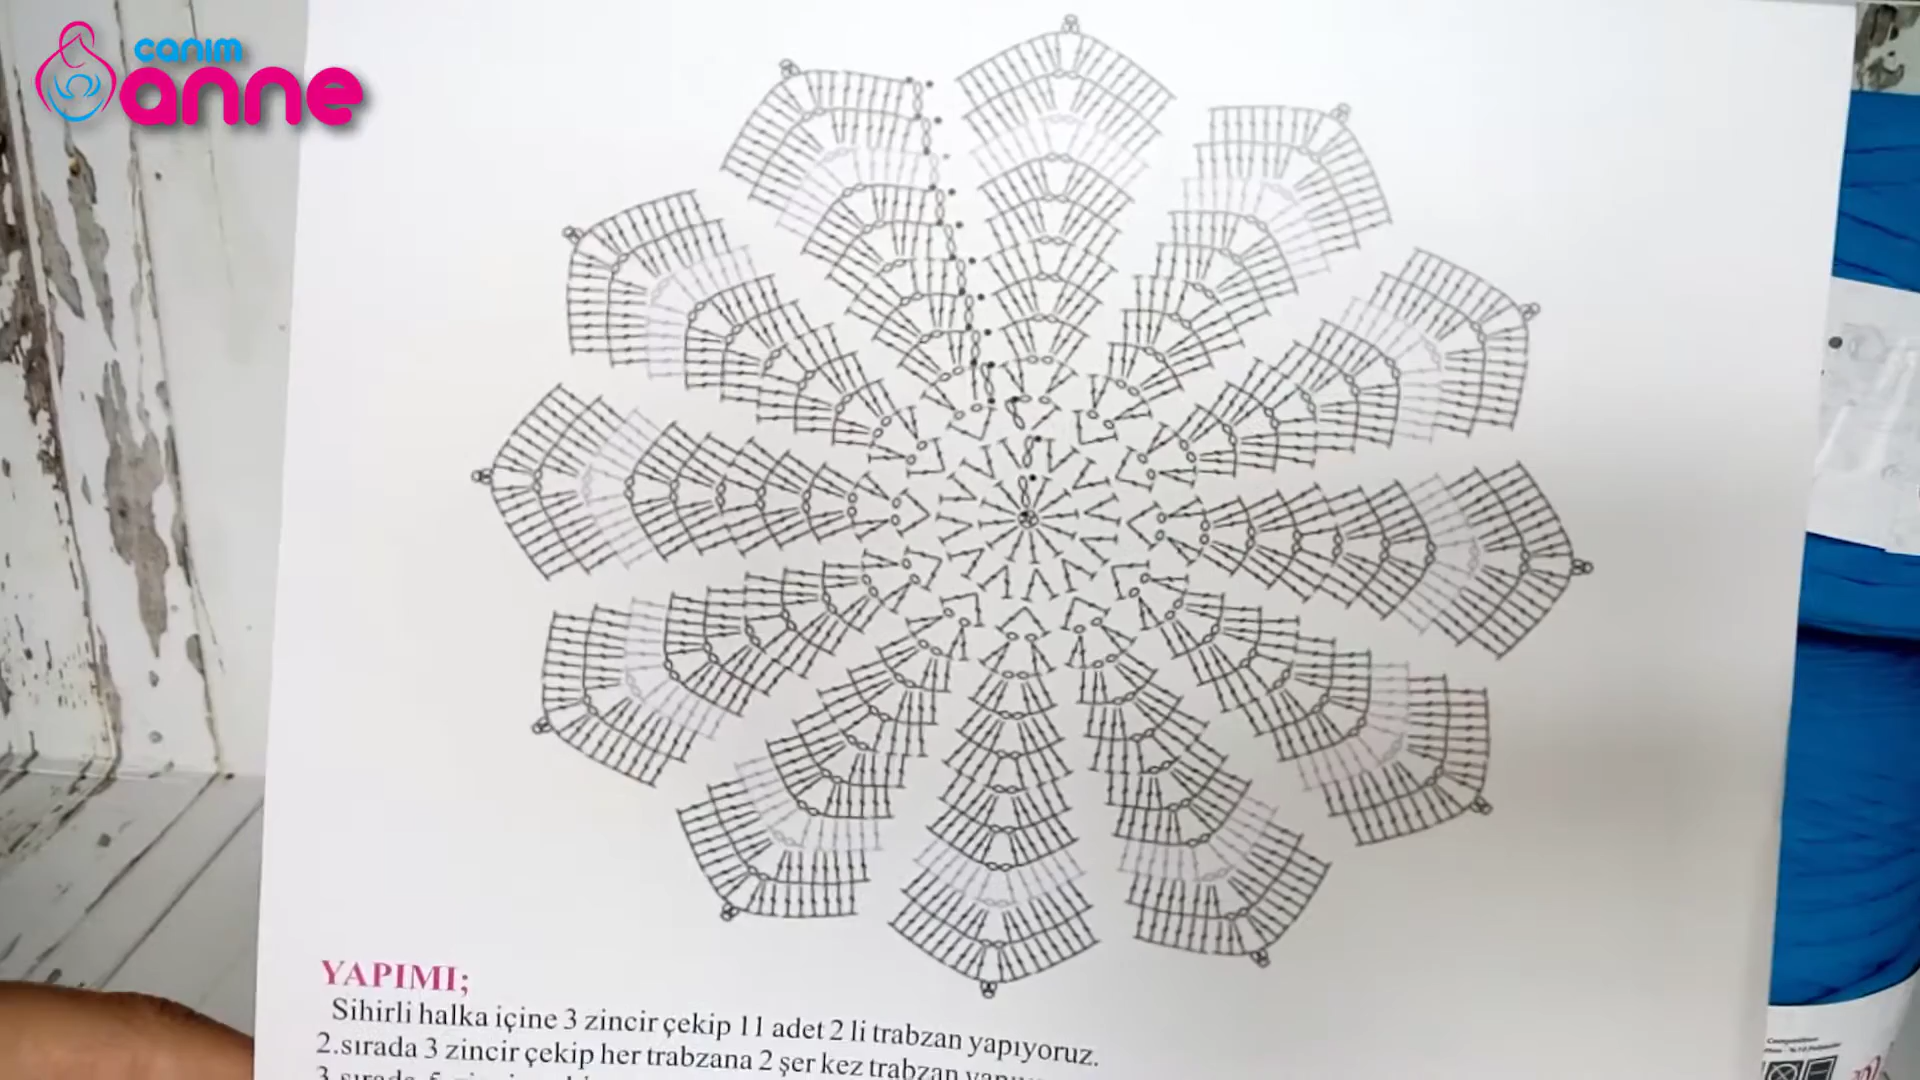 canım
anne
YAPIMI;
Sihirli halka içine 3 zincir çekip 11 adet 2 li trabzan yapıyoruz.
2.sırada 3 zincir çekip her trabzana 2 şer kez trabzan